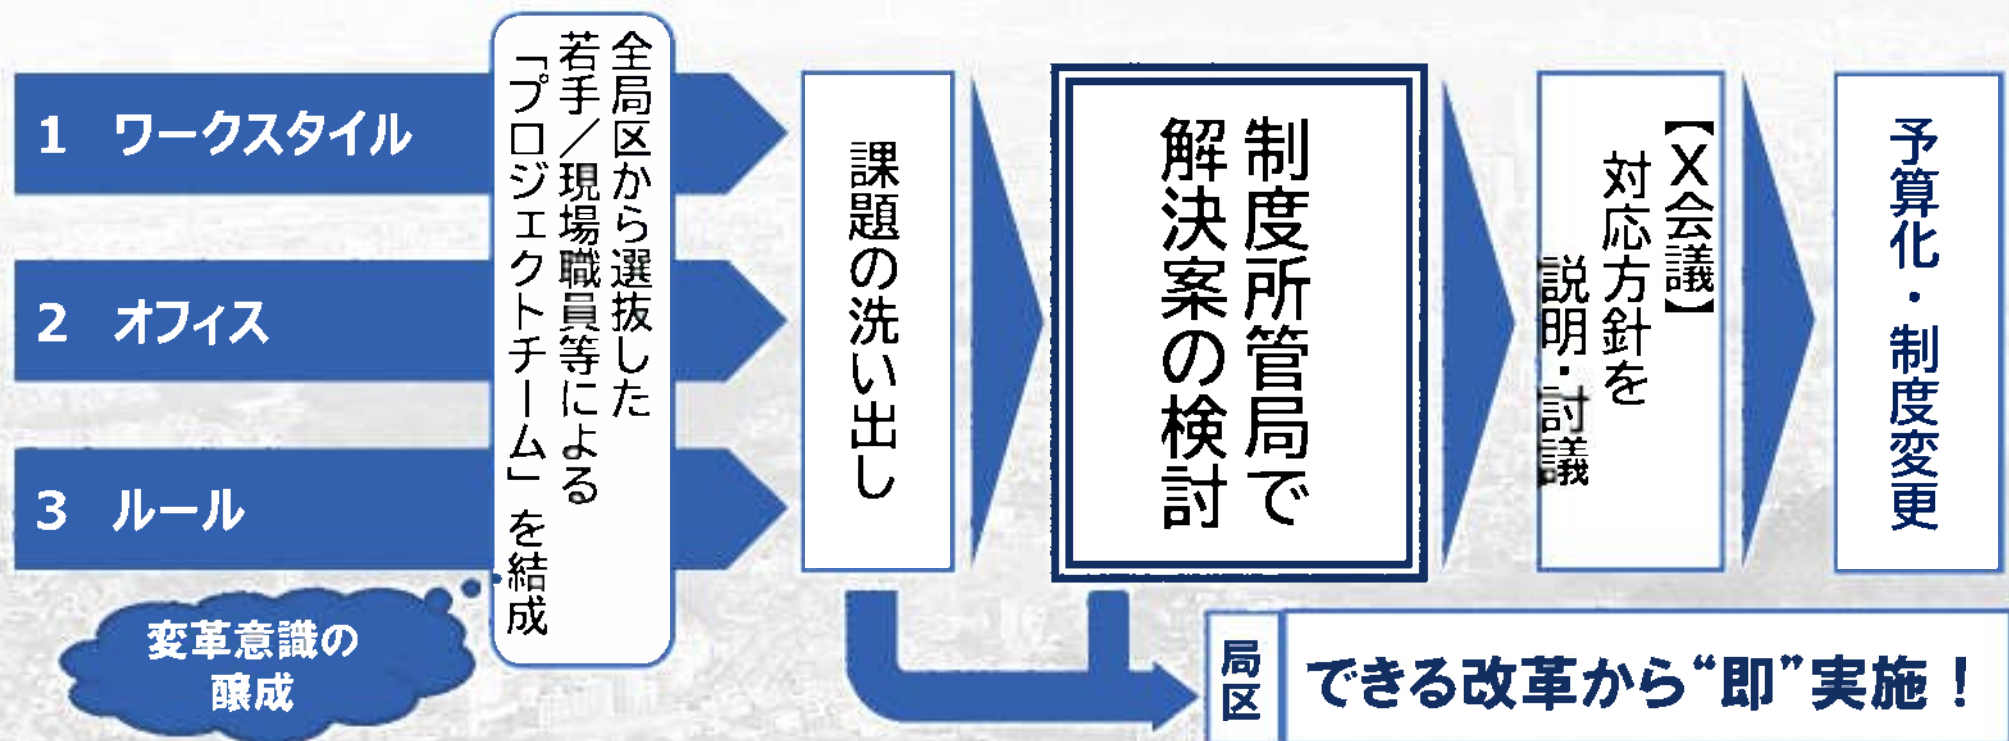 1 ワークスタイル
2 オフィス
3 ルール
変革意識の
醸成
全局区から選抜した
若手／現場職員等による
「プロジェクトチーム」を結成
課題の洗い出し
制度所管局で
解決案の検討
【X会議】
対応方針を
説明・討議
予算化・制度変更
局区
できる改革から“即”実施！